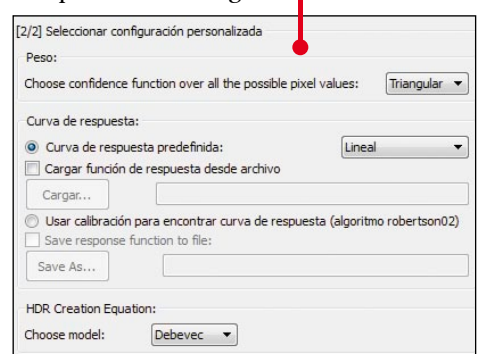 [2/2] Seleccionar configuración personalizada
Peso:
Choose confidence function over all the possible pixel values: Triangular
Curva de respuesta:
Curva de respuesta predefinida: Lineal
Cargar función de respuesta desde archivo
Cargar...
Usar calibración para encontrar curva de respuesta (algoritmo robertson02)
Save response function to file:
Save As...
HDR Creation Equation:
Choose model: Debevec